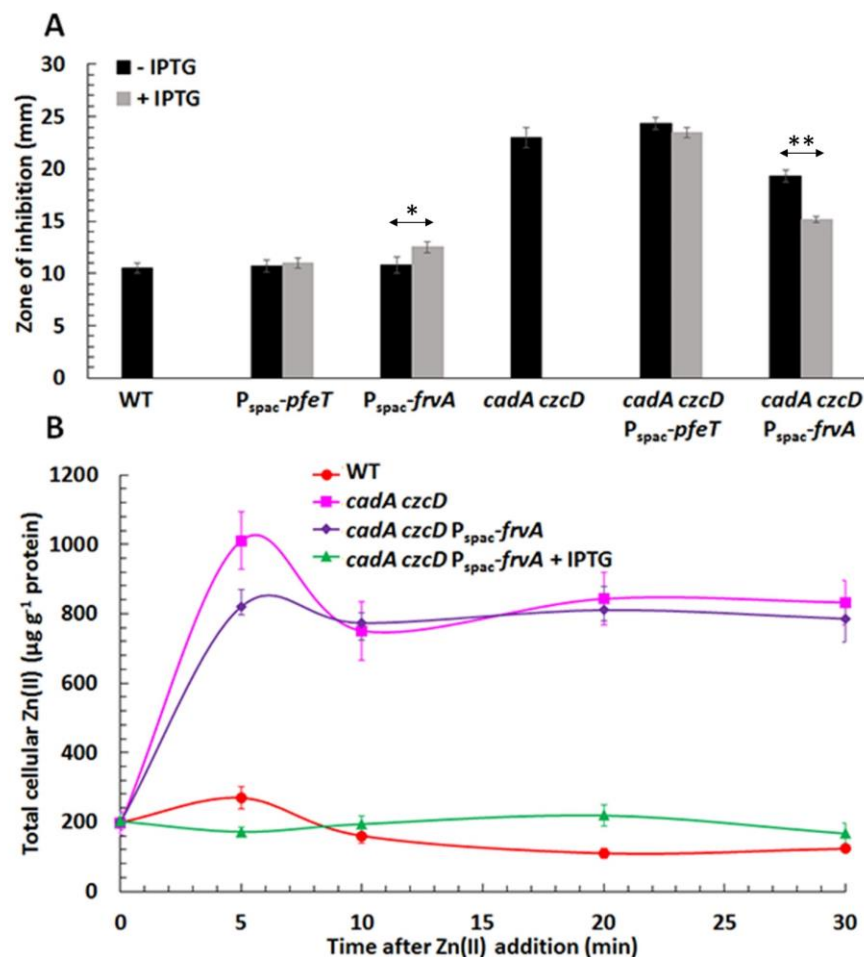 A
Zone of inhibition (mm)
30
25
20
15
10
5
0
- IPTG
+ IPTG
*
**
WT
Pspac-pfeT
Pspac-frvA
cadA czcD
cadA czcD
Pspac-pfeT
cadA czcD
Pspac-frvA
B
Total cellular Zn(II) (µg g-1 protein)
1200
1000
800
600
400
200
0
WT
cadA czcD
cadA czcD Pspac-frvA
cadA czcD Pspac-frvA + IPTG
0 5 10 15 20 25 30
Time after Zn(II) addition (min)